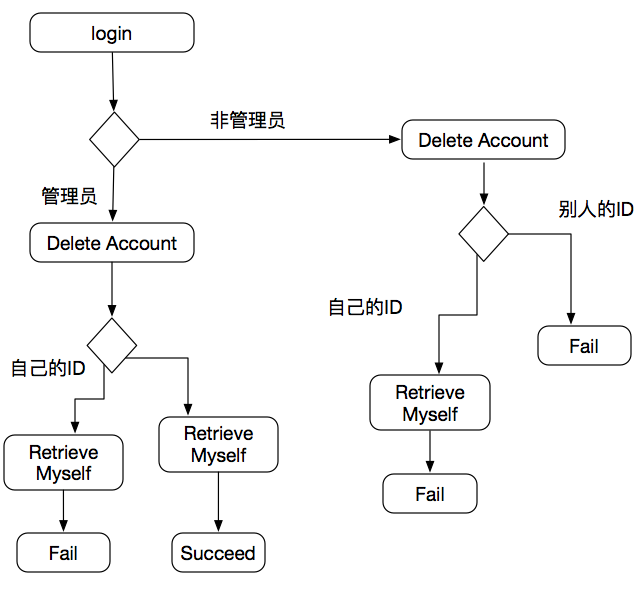 login
非管理员
Delete Account
管理员
别人的ID
Delete Account
自己的ID
Fail
自己的ID
Retrieve
Myself
Retrieve
Myself
Retrieve
Myself
Fail
Fail
Succeed